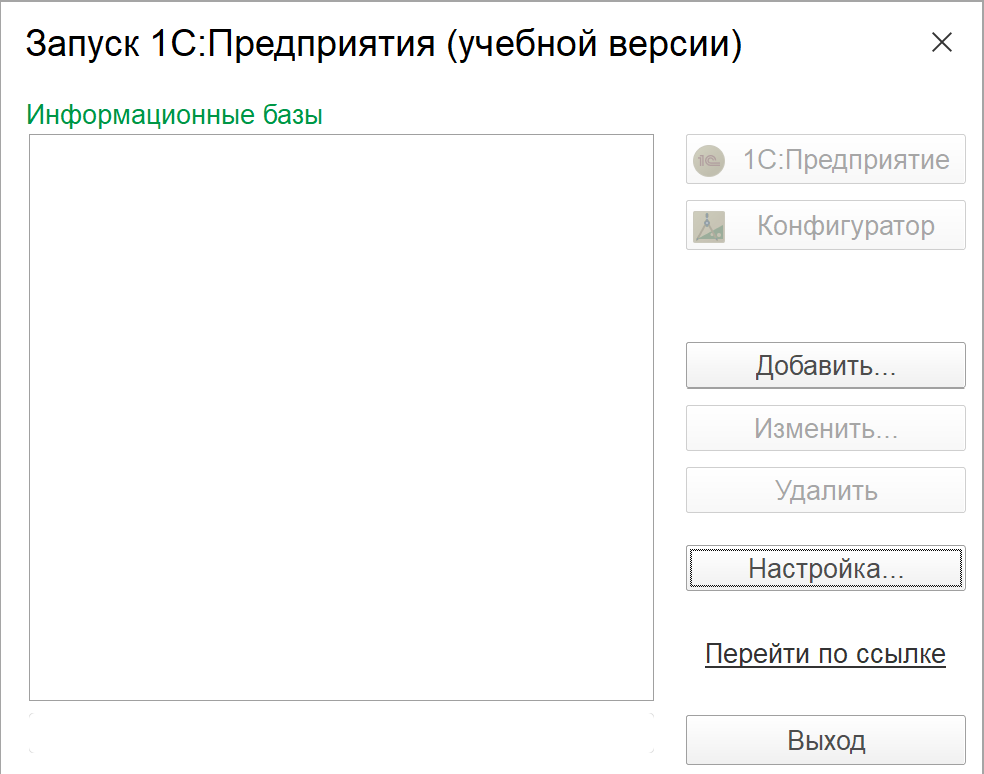 Запуск 1С:Предприятия (учебной версии)
Информационные базы
1С:Предприятие
Конфигуратор
Добавить...
Изменить...
Удалить
Настройка...
Перейти по ссылке
Выход